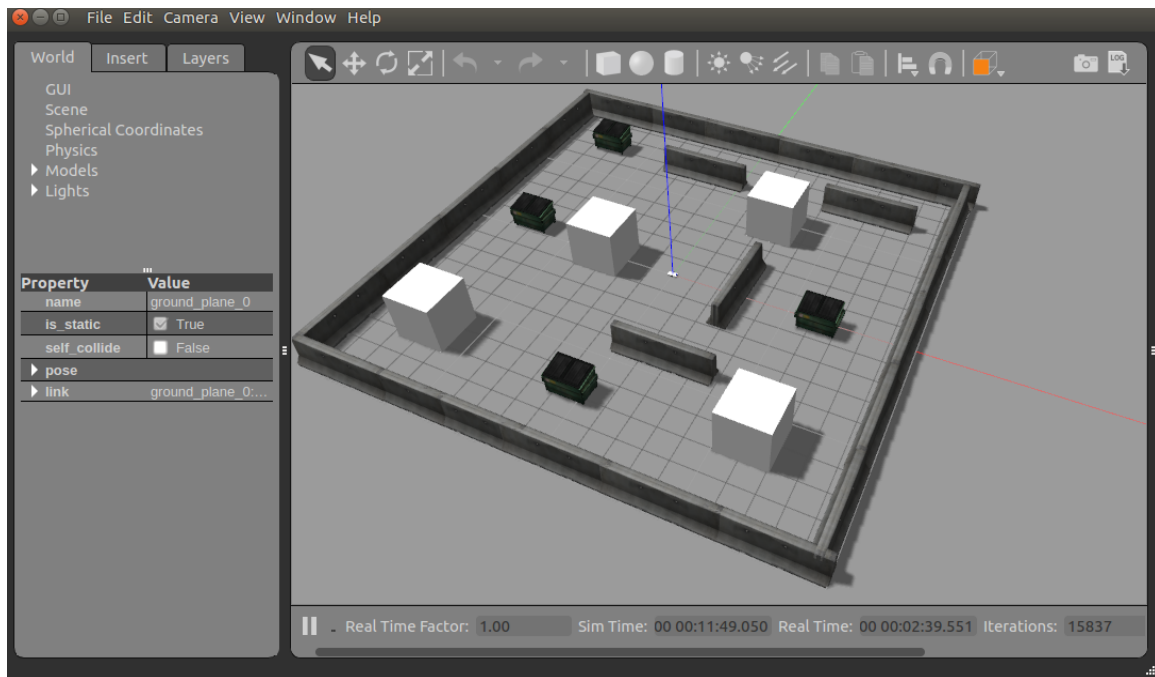 File Edit Camera View Window Help
World Insert Layers
GUI
Scene
Spherical Coordinates
Physics
Models
Lights
Property Value
name ground_plane_0
is_static True
self_collide False
pose
link ground_plane_0:...
LOG
Real Time Factor: 1.00 Sim Time: 00 00:11:49.050 Real Time: 00 00:02:39.551 Iterations: 15837